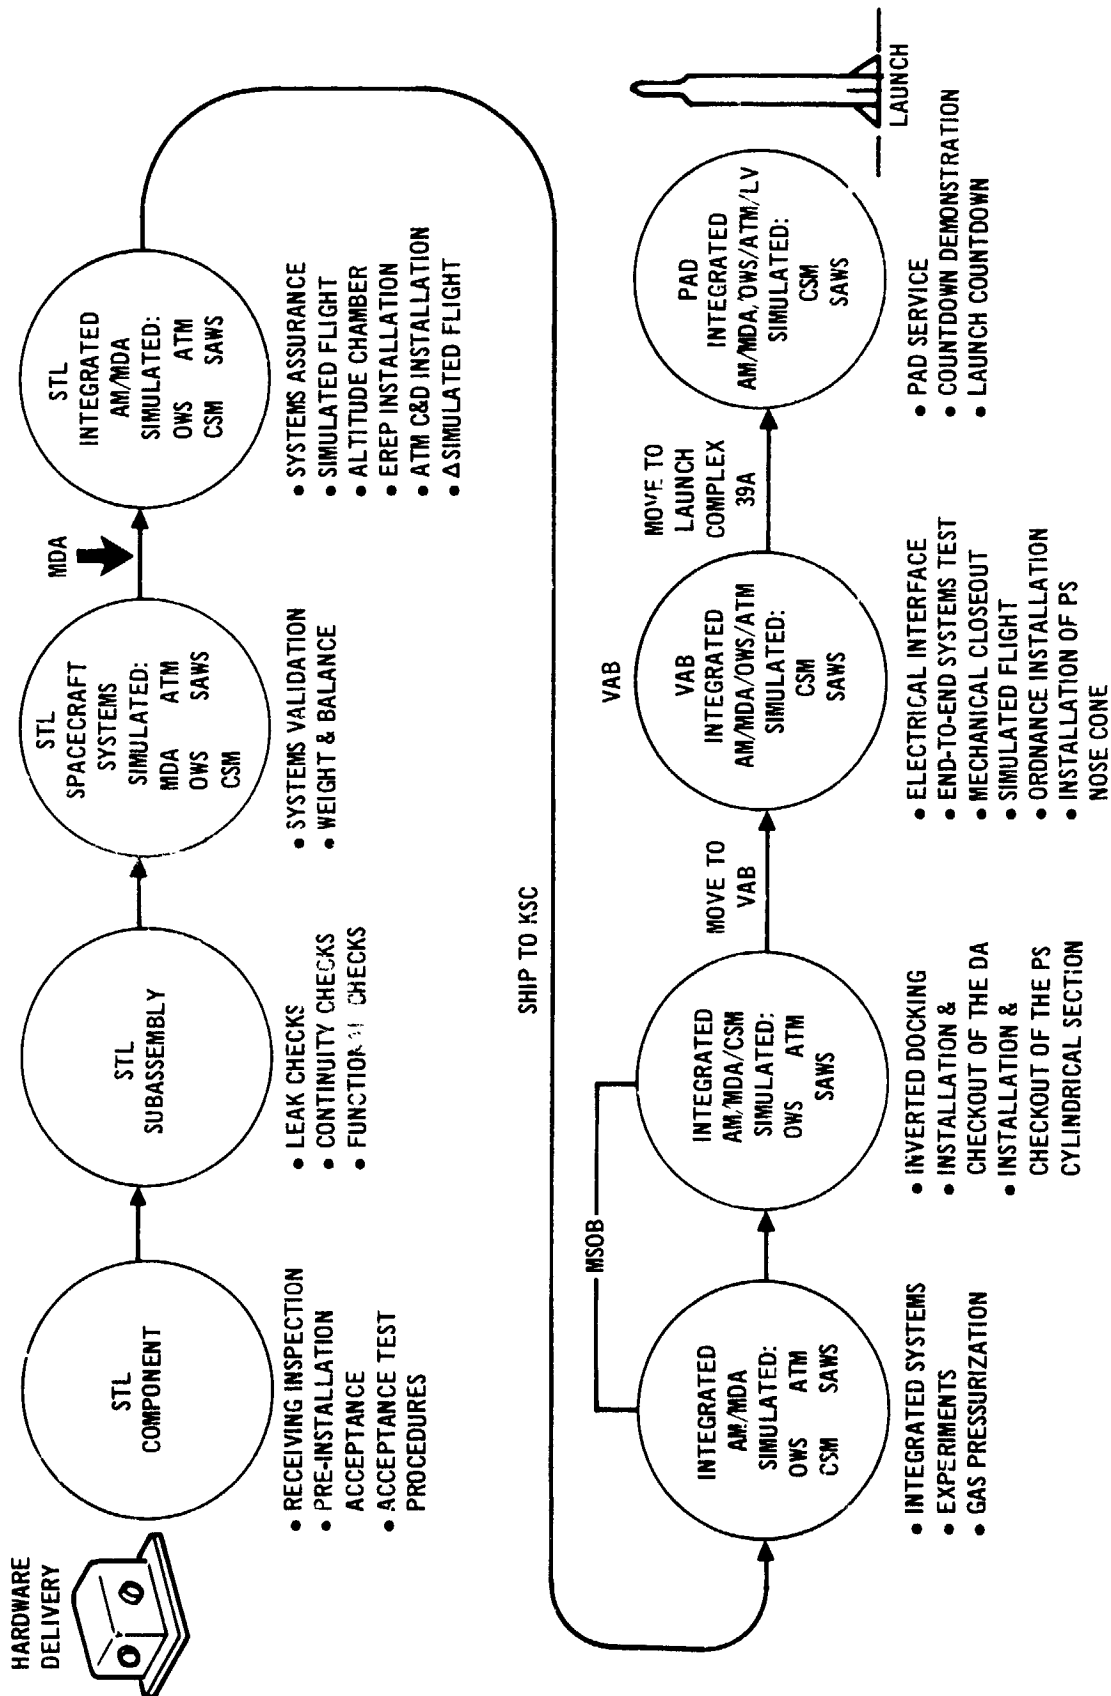 HARDWARE
DELIVERY
STL
COMPONENT
• RECEIVING INSPECTION
• PRE-INSTALLATION
ACCEPTANCE
• ACCEPTANCE TEST
PROCEDURES
STL
SUBASSEMBLY
• LEAK CHECKS
• CONTINUITY CHECKS
• FUNCTIONAL CHECKS
STL
SPACECRAFT
SYSTEMS
SIMULATED:
MDA ATM
OWS SAWS
CSM
• SYSTEMS VALIDATION
• WEIGHT & BALANCE
MDA
STL
INTEGRATED
AM/MDA
SIMULATED:
OWS ATM
CSM SAWS
• SYSTEMS ASSURANCE
• SIMULATED FLIGHT
• ALTITUDE CHAMBER
• EREP INSTALLATION
• ATM C&D INSTALLATION
• ΔSIMULATED FLIGHT
SHIP TO KSC
MSOB
INTEGRATED
AM/MDA
SIMULATED:
OWS ATM
CSM SAWS
• INTEGRATED SYSTEMS
• EXPERIMENTS
• GAS PRESSURIZATION
INTEGRATED
AM/MDA/CSM
SIMULATED:
OWS ATM
SAWS
• INVERTED DOCKING
• INSTALLATION &
CHECKOUT OF THE DA
• INSTALLATION &
CHECKOUT OF THE PS
CYLINDRICAL SECTION
MOVE TO
VAB
VAB
VAB
INTEGRATED
AM/MDA/OWS/ATM
SIMULATED:
CSM
SAWS
• ELECTRICAL INTERFACE
• END-TO-END SYSTEMS TEST
• MECHANICAL CLOSEOUT
• SIMULATED FLIGHT
• ORDNANCE INSTALLATION
• INSTALLATION OF PS
NOSE CONE
MOVE TO
LAUNCH
COMPLEX
39A
PAD
INTEGRATED
AM/MDA/OWS/ATM/LV
SIMULATED:
CSM
SAWS
• PAD SERVICE
• COUNTDOWN DEMONSTRATION
• LAUNCH COUNTDOWN
LAUNCH